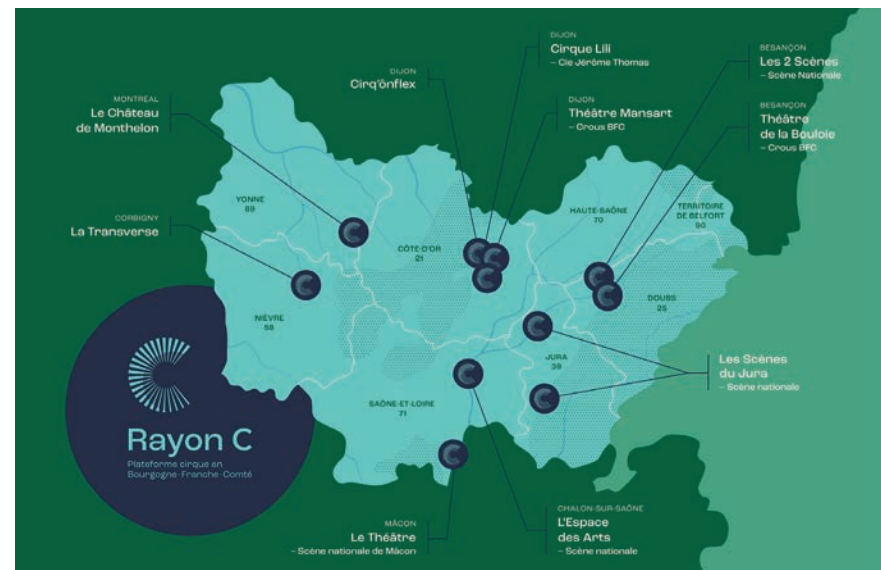 DIJON
Cirque Lili
– Cie Jérôme Thomas
BESANÇON
Les 2 Scènes
– Scène Nationale
DIJON
Cirq'ônflex
MONTRÉAL
Le Château
de Monthelon
DIJON
Théâtre Mansart
– Crous BFC
BESANÇON
Théâtre
de la Bouloie
– Crous BFC
YONNE
89
HAUTE-SAÔNE
70
TERRITOIRE
DE BELFORT
90
CORBIGNY
La Transverse
CÔTE-D'OR
21
DOUBS
25
NIÈVRE
58
JURA
39
Les Scènes
du Jura
– Scène nationale
SAÔNE-ET-LOIRE
71
Rayon C
Plateforme cirque en
Bourgogne-Franche-Comté
MÂCON
Le Théâtre
– Scène nationale de Mâcon
CHALON-SUR-SAÔNE
L'Espace
des Arts
– Scène nationale